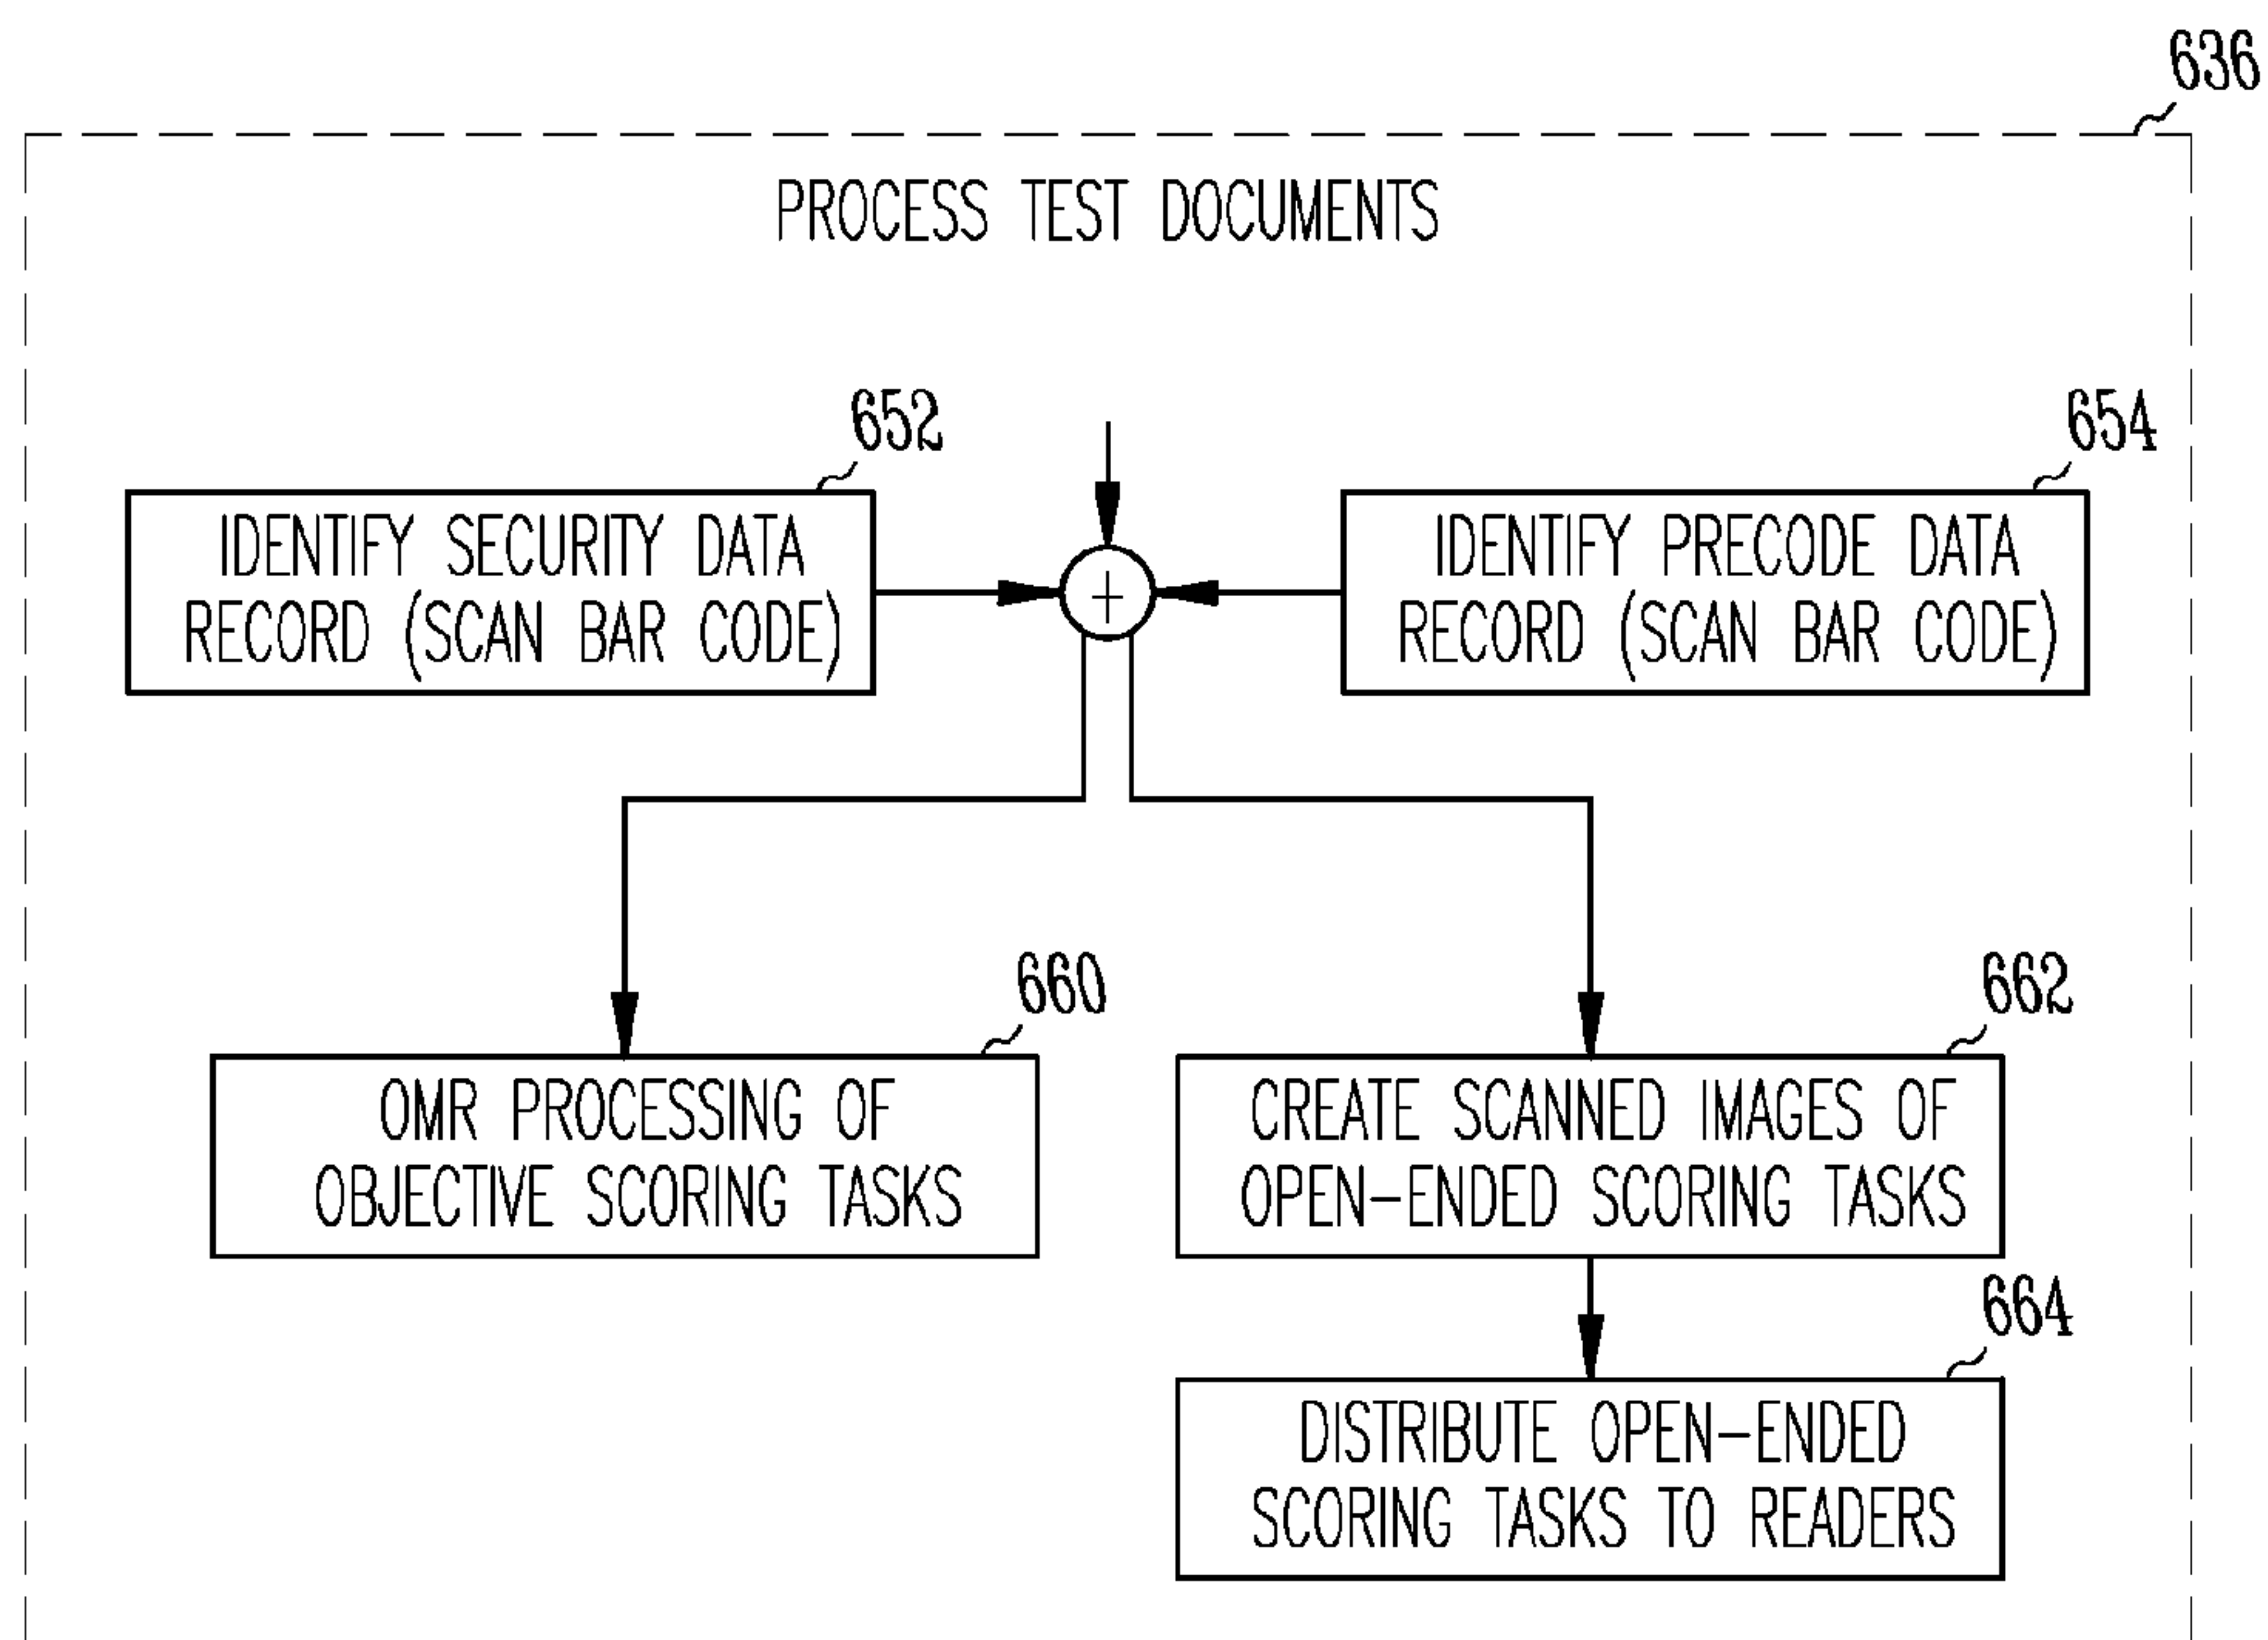 636
PROCESS TEST DOCUMENTS
652
654
IDENTIFY SECURITY DATA
RECORD (SCAN BAR CODE)
+
IDENTIFY PRECODE DATA
RECORD (SCAN BAR CODE)
660
662
OMR PROCESSING OF
OBJECTIVE SCORING TASKS
CREATE SCANNED IMAGES OF
OPEN-ENDED SCORING TASKS
664
DISTRIBUTE OPEN-ENDED
SCORING TASKS TO READERS